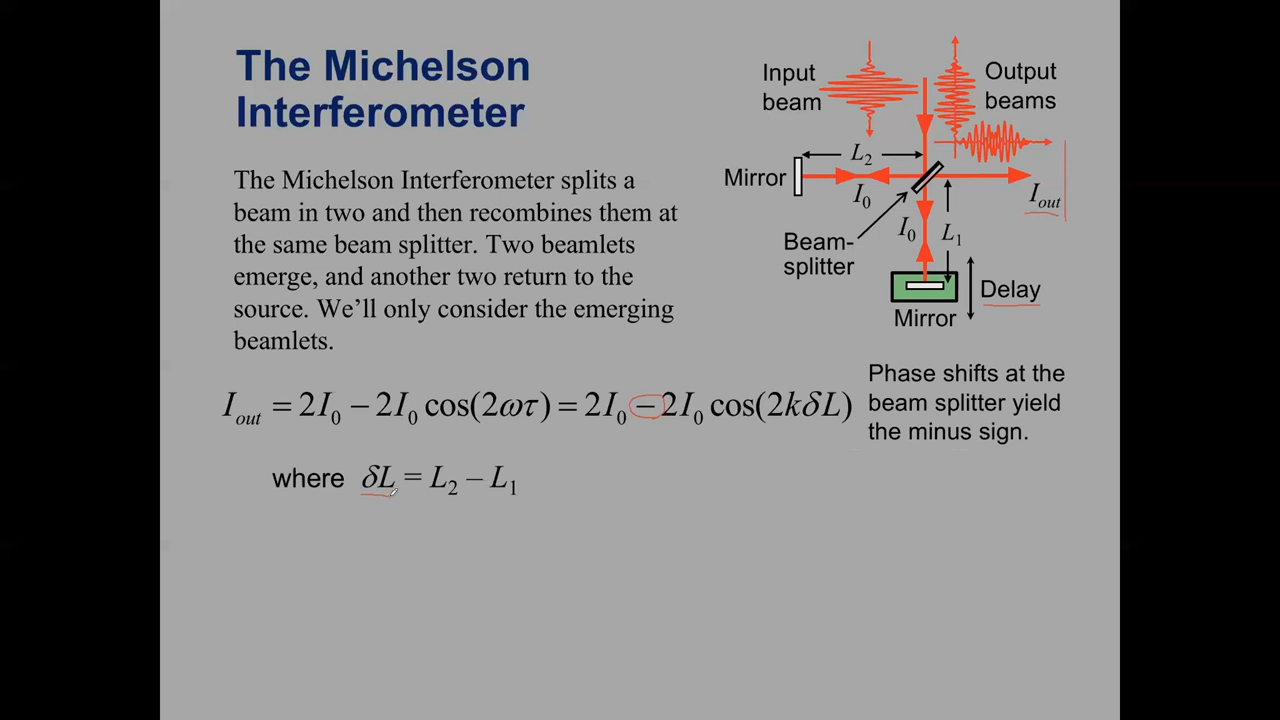 The Michelson
Interferometer
The Michelson Interferometer splits a
beam in two and then recombines them at
the same beam splitter. Two beamlets
emerge, and another two return to the
source. We'll only consider the emerging
beamlets.
Input
beam
Output
beams
L₂
Mirror
I₀
I_out
I₀
L₁
Beam-
splitter
Delay
Mirror
I_out = 2I₀ − 2I₀ cos(2ωτ) = 2I₀ − 2I₀ cos(2kδL)
Phase shifts at the
beam splitter yield
the minus sign.
where δL = L₂ − L₁